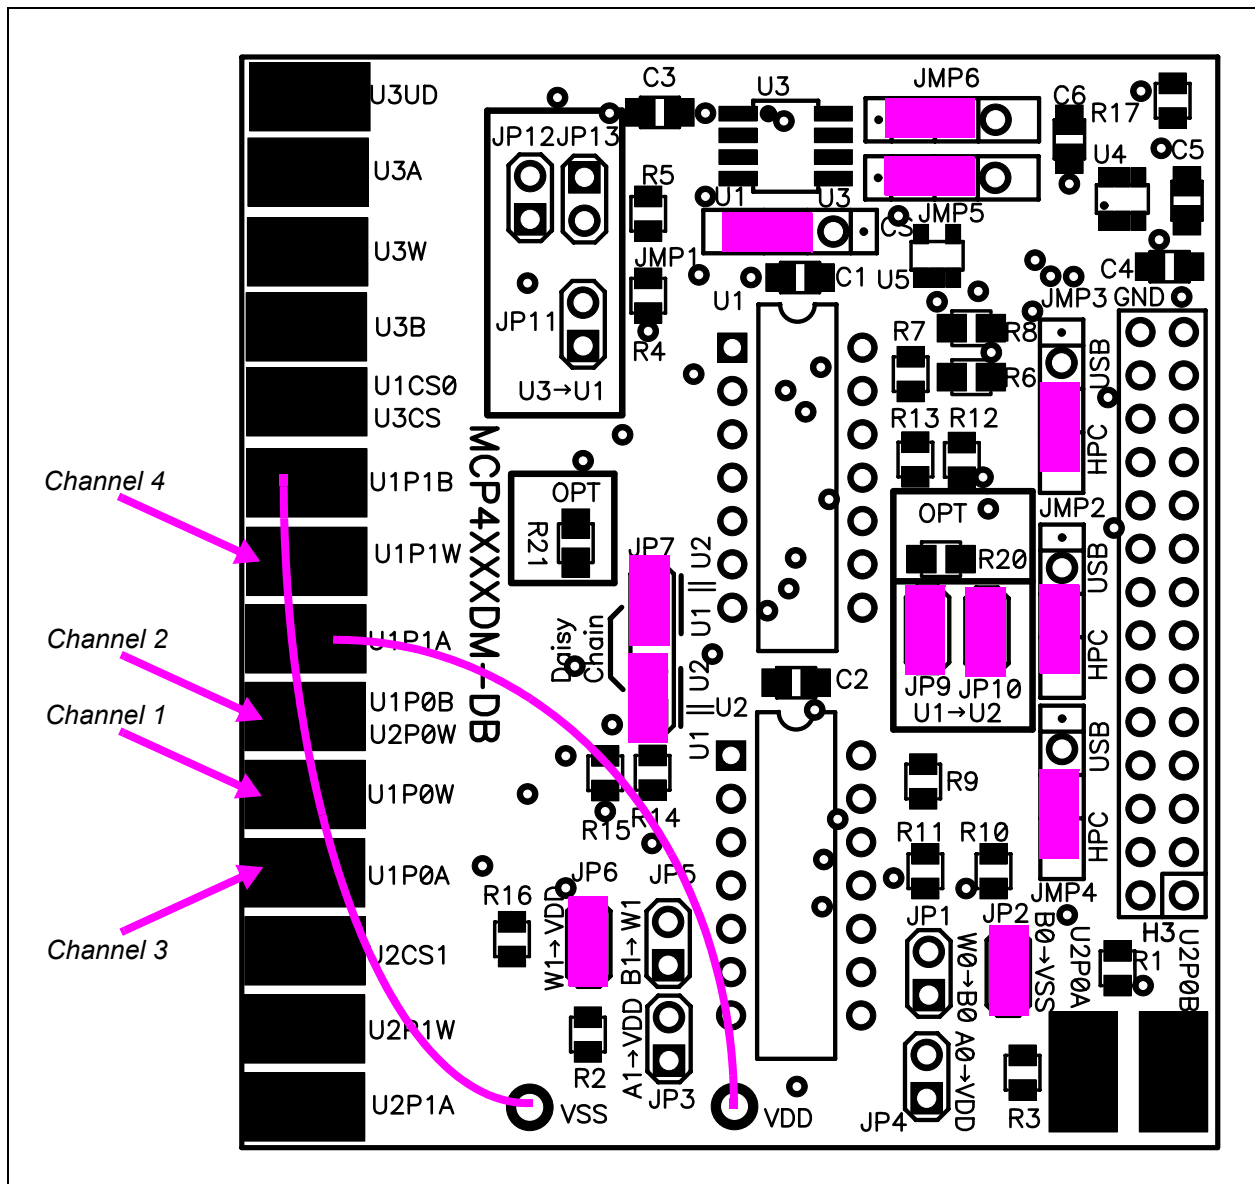 U3UD
U3A
U3W
U3B
U1CS0
U3CS
U1P1B
U1P1W
U1P1A
U1P0B
U2P0W
U1P0W
U1P0A
U2CS1
U2P1W
U2P1A
Channel 4
Channel 2
Channel 1
Channel 3
JP12
JP13
JP11
U3→U1
C3
U3
JMP6
C6
R17
U4
C5
R5
U1
U3
CS
JMP5
JMP1
R4
C1
U5
C4
U1
JMP3
GND
R7
R8
R6
USB
HPC
R13
R12
MCP4XXXDM-DB
OPT
R21
OPT
R20
JMP2
USB
HPC
JP7
U1 || U2
Daisy
Chain
U1 || U2
JP9
JP10
U1→U2
C2
U2
USB
HPC
JMP4
R15
R14
R9
R11
R10
R16
JP6
W1→VDD
JP5
B1→W1
JP1
W0→B0
JP2
B0→VSS
U2P0A
H3
R1
U2P0B
R2
A1→VDD
JP3
VSS
VDD
JP4
A0→VDD
R3